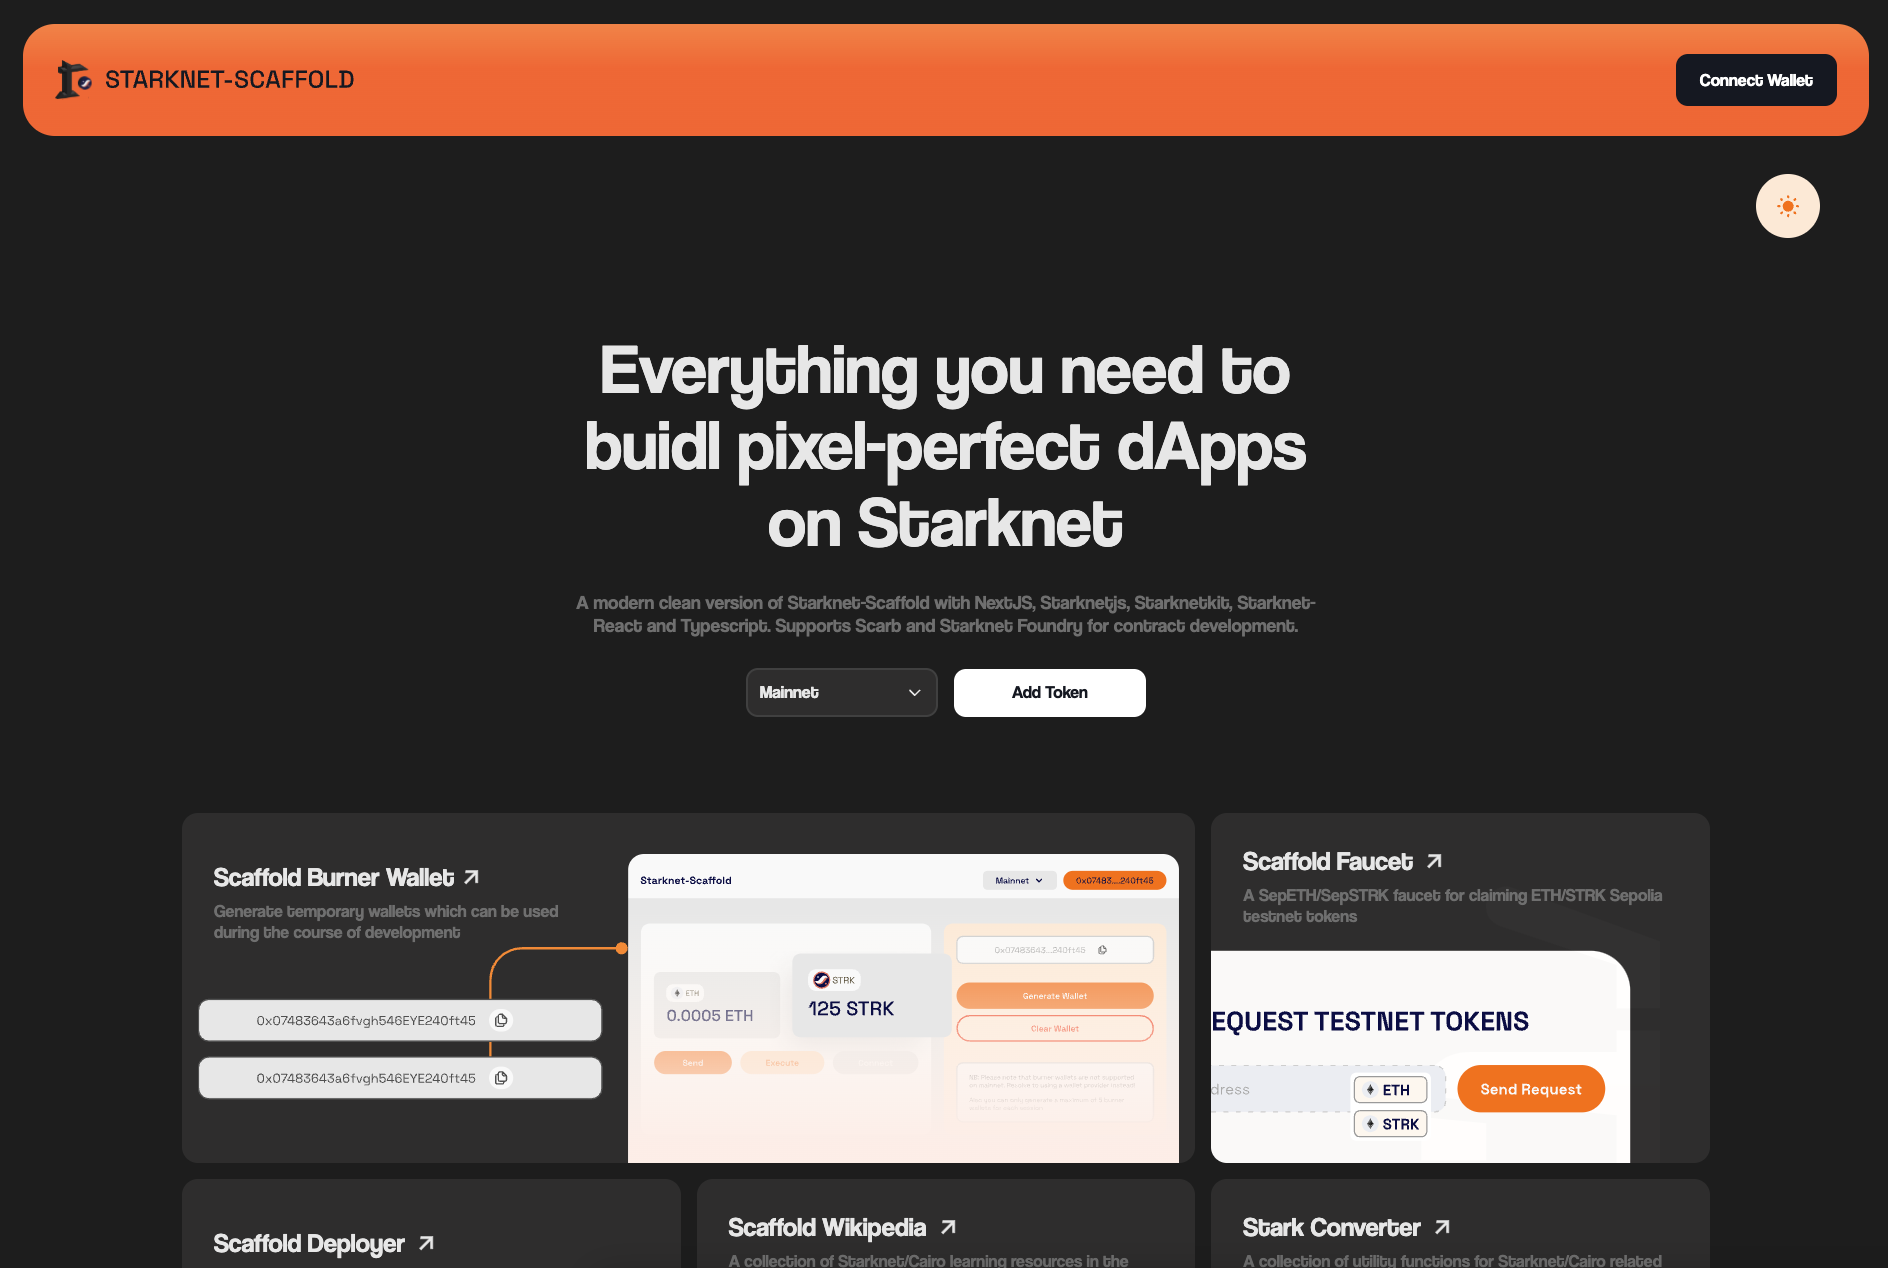 STARKNET-SCAFFOLD
Connect Wallet
Everything you need to
buidl pixel-perfect dApps
on Starknet
A modern clean version of Starknet-Scaffold with NextJS, Starknetjs, Starknetkit, Starknet-
React and Typescript. Supports Scarb and Starknet Foundry for contract development.
Mainnet
Add Token
Scaffold Burner Wallet
Generate temporary wallets which can be used
during the course of development
0x07483643a6fvgh546EYE240ft45
0x07483643a6fvgh546EYE240ft45
Starknet-Scaffold
Mainnet
0x07483....240ft45
ETH
0.0005 ETH
STRK
125 STRK
Send
Execute
0x07483643...240ft45
Generate Wallet
Clear Wallet
Scaffold Faucet
A SepETH/SepSTRK faucet for claiming ETH/STRK Sepolia
testnet tokens
EQUEST TESTNET TOKENS
dress
ETH
STRK
Send Request
Scaffold Deployer
Scaffold Wikipedia
A collection of Starknet/Cairo learning resources in the
Stark Converter
A collection of utility functions for Starknet/Cairo related